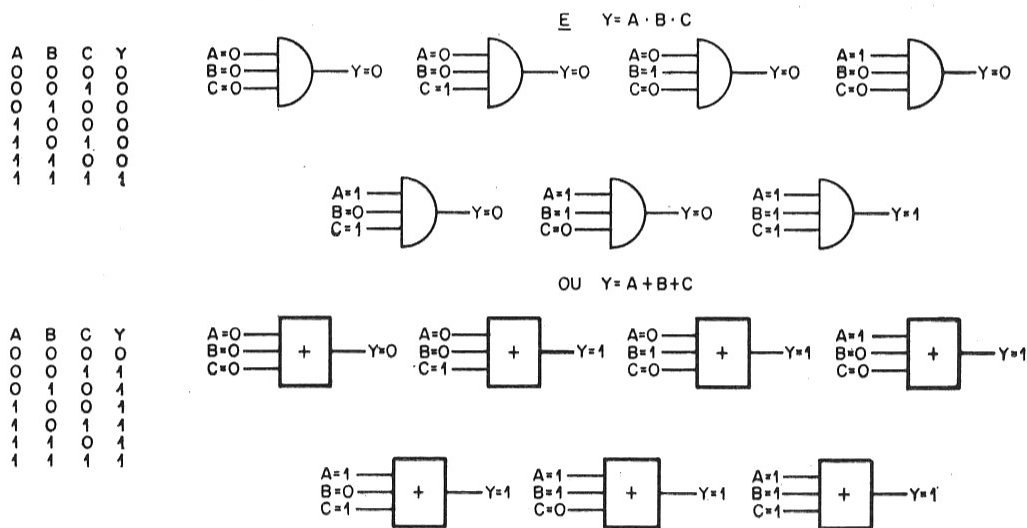 E Y= A · B · C
A B C Y
0 0 0 0
0 0 1 0
0 1 0 0
1 0 0 0
1 0 1 0
1 1 0 0
1 1 1 1
A=0
B=0
C=0
Y=0
A=0
B=0
C=1
Y=0
A=0
B=1
C=0
Y=0
A=1
B=0
C=0
Y=0
A=1
B=0
C=1
Y=0
A=1
B=1
C=0
Y=0
A=1
B=1
C=1
Y=1
OU Y= A+B+C
A B C Y
0 0 0 0
0 0 1 1
0 1 0 1
1 0 0 1
1 0 1 1
1 1 0 1
1 1 1 1
A=0
B=0
C=0
+
Y=0
A=0
B=0
C=1
+
Y=1
A=0
B=1
C=0
+
Y=1
A=1
B=0
C=0
+
Y=1
A=1
B=0
C=1
+
Y=1
A=1
B=1
C=0
+
Y=1
A=1
B=1
C=1
+
Y=1